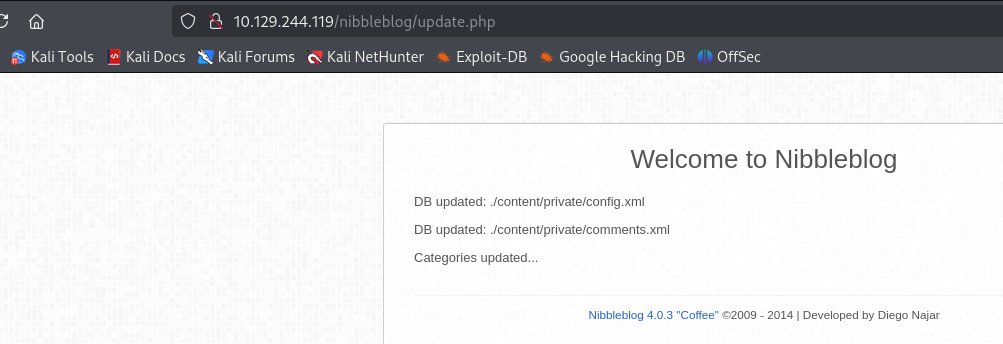 10.129.244.119/nibbleblog/update.php
Kali Tools Kali Docs Kali Forums Kali NetHunter Exploit-DB Google Hacking DB OffSec
Welcome to Nibbleblog
DB updated: ./content/private/config.xml
DB updated: ./content/private/comments.xml
Categories updated...
Nibbleblog 4.0.3 "Coffee" ©2009 - 2014 | Developed by Diego Najar